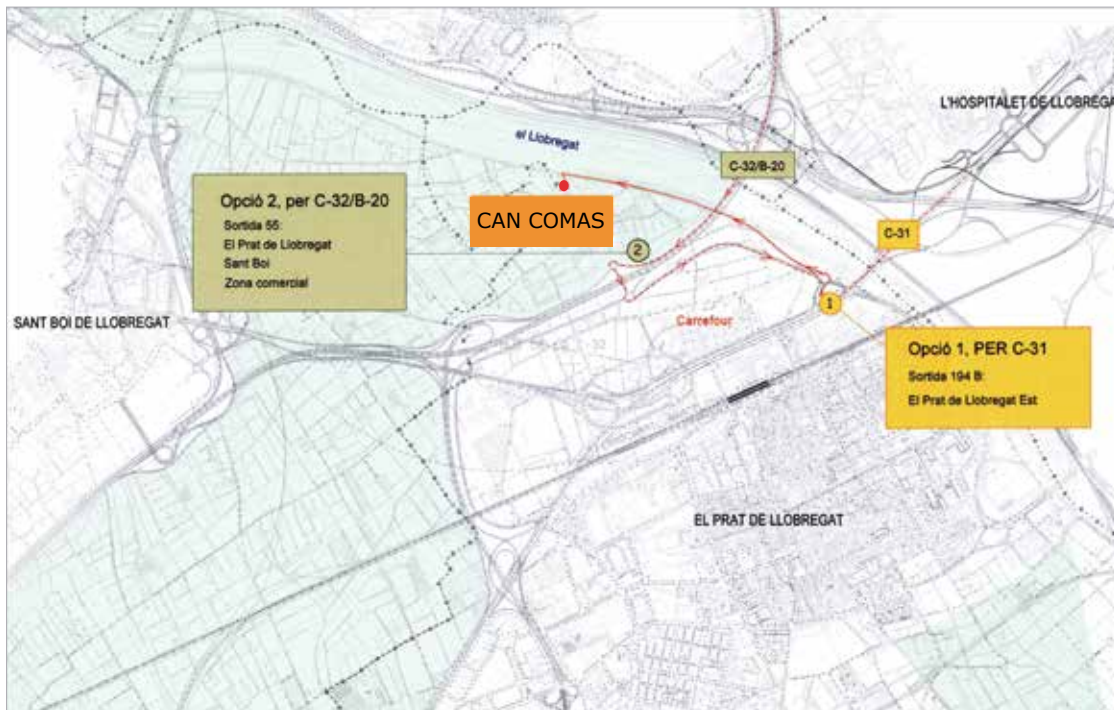 L'HOSPITALET DE LLOBREGA
el Llobregat
C-32/B-20
Opció 2, per C-32/B-20
Sortida 55:
El Prat de Llobregat
Sant Boi
Zona comercial
CAN COMAS
C-31
2
1
SANT BOI DE LLOBREGAT
Carrefour
Opció 1, PER C-31
Sortida 194 B:
El Prat de Llobregat Est
EL PRAT DE LLOBREGAT